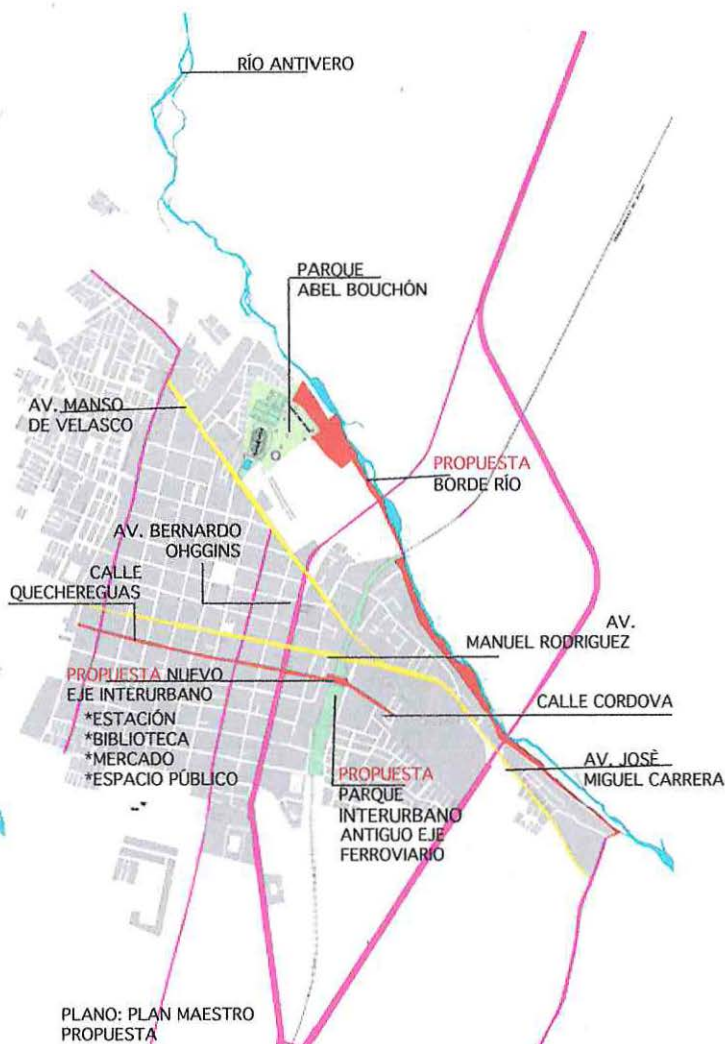 RÍO ANTIVERO
PARQUE
ABEL BOUCHÓN
AV. MANSO
DE VELASCO
PROPUESTA
BORDE RÍO
AV. BERNARDO
OHGGINS
CALLE
QUECHEREGUAS
AV.
MANUEL RODRIGUEZ
PROPUESTA NUEVO
EJE INTERURBANO
*ESTACIÓN
*BIBLIOTECA
*MERCADO
*ESPACIO PÚBLICO
CALLE CORDOVA
AV. JOSÈ
MIGUEL CARRERA
PROPUESTA
PARQUE
INTERURBANO
ANTIGUO EJE
FERROVIARIO
PLANO: PLAN MAESTRO
PROPUESTA